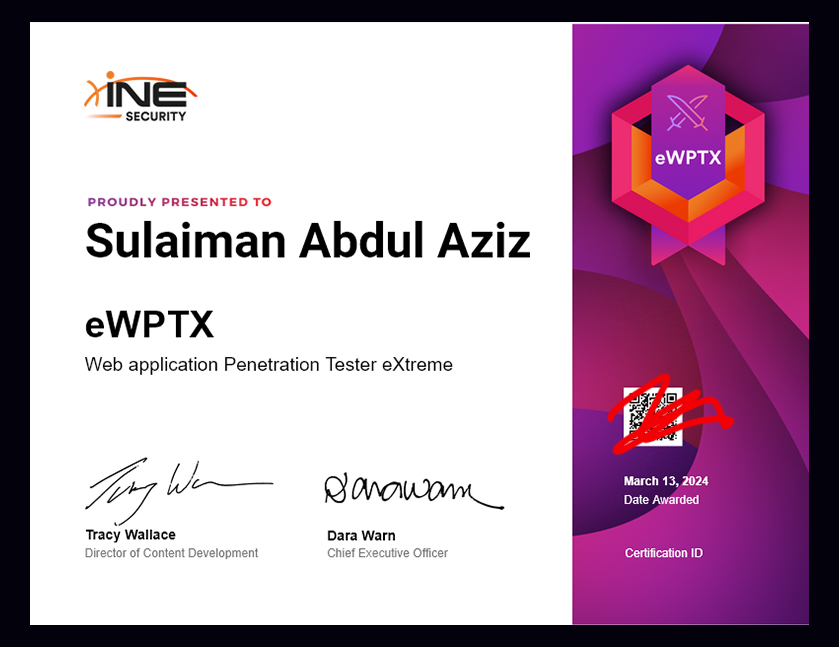 INE
SECURITY
PROUDLY PRESENTED TO
Sulaiman Abdul Aziz
eWPTX
Web application Penetration Tester eXtreme
Tracy Wallace
Director of Content Development
Dara Warn
Chief Executive Officer
eWPTX
March 13, 2024
Date Awarded
Certification ID